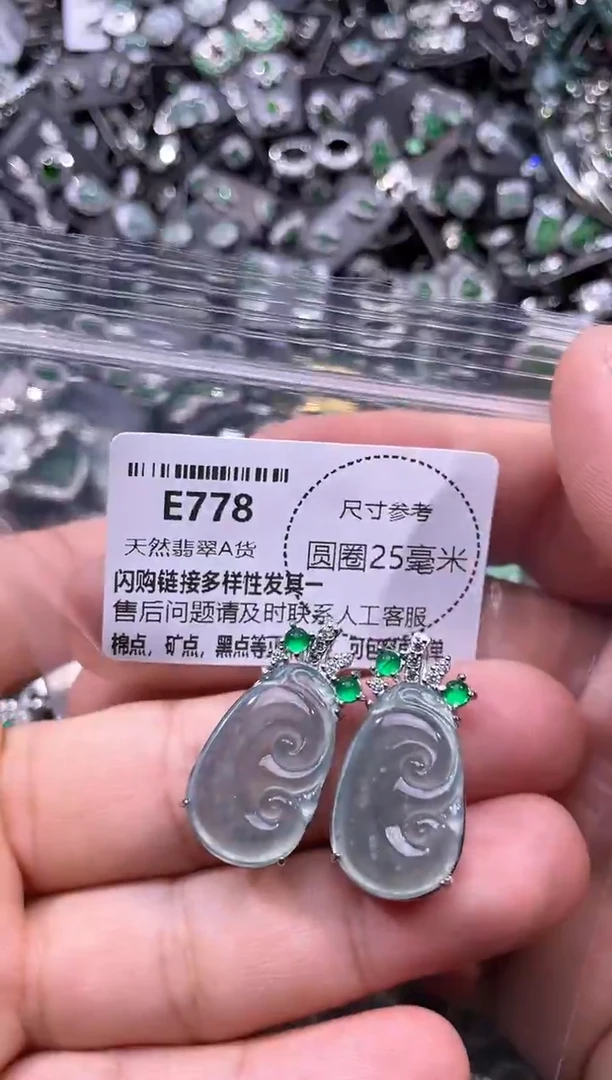 E778
天然翡翠A货
尺寸参考
圆圈25毫米
闪购链接多样性发其一
售后问题请及时联系人工客服
棉点，矿点，黑点等